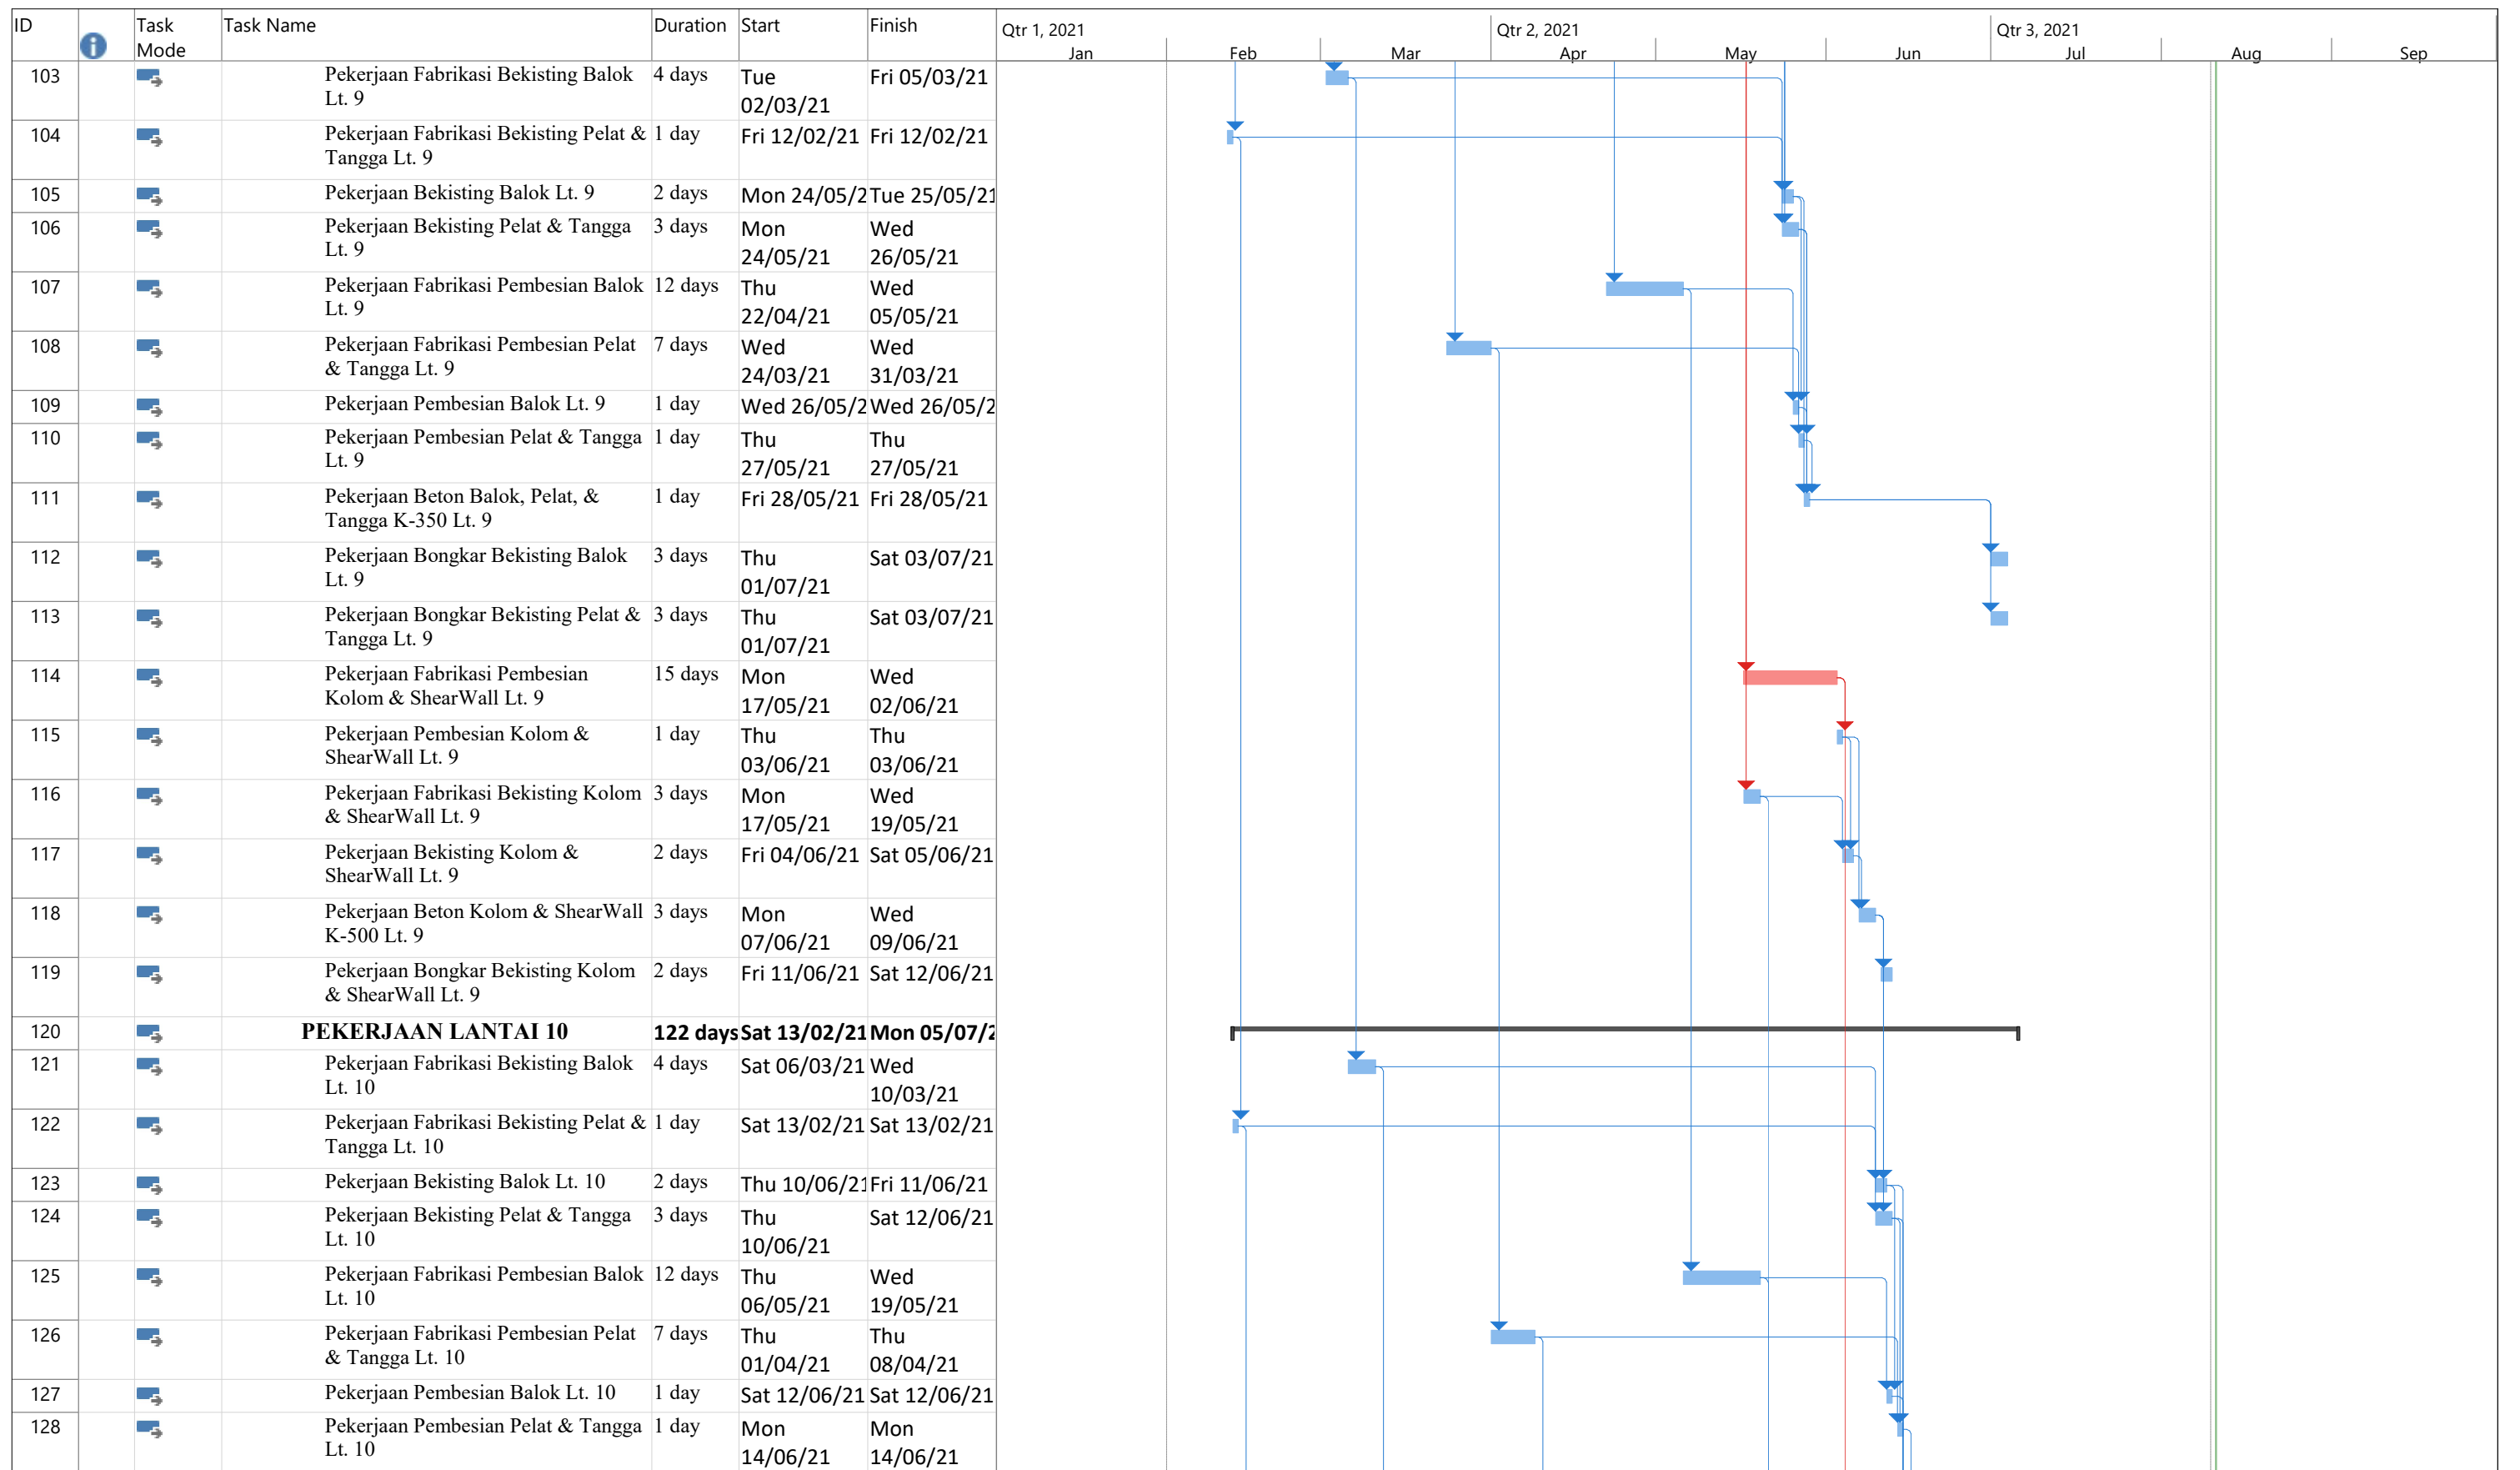 ID Task Mode Task Name Duration Start Finish Qtr 1, 2021 Qtr 2, 2021 Qtr 3, 2021
Jan Feb Mar Apr May Jun Jul Aug Sep
103 Pekerjaan Fabrikasi Bekisting Balok Lt. 9 4 days Tue 02/03/21 Fri 05/03/21
104 Pekerjaan Fabrikasi Bekisting Pelat & Tangga Lt. 9 1 day Fri 12/02/21 Fri 12/02/21
105 Pekerjaan Bekisting Balok Lt. 9 2 days Mon 24/05/2 Tue 25/05/21
106 Pekerjaan Bekisting Pelat & Tangga Lt. 9 3 days Mon 24/05/21 Wed 26/05/21
107 Pekerjaan Fabrikasi Pembesian Balok Lt. 9 12 days Thu 22/04/21 Wed 05/05/21
108 Pekerjaan Fabrikasi Pembesian Pelat & Tangga Lt. 9 7 days Wed 24/03/21 Wed 31/03/21
109 Pekerjaan Pembesian Balok Lt. 9 1 day Wed 26/05/2 Wed 26/05/2
110 Pekerjaan Pembesian Pelat & Tangga Lt. 9 1 day Thu 27/05/21 Thu 27/05/21
111 Pekerjaan Beton Balok, Pelat, & Tangga K-350 Lt. 9 1 day Fri 28/05/21 Fri 28/05/21
112 Pekerjaan Bongkar Bekisting Balok Lt. 9 3 days Thu 01/07/21 Sat 03/07/21
113 Pekerjaan Bongkar Bekisting Pelat & Tangga Lt. 9 3 days Thu 01/07/21 Sat 03/07/21
114 Pekerjaan Fabrikasi Pembesian Kolom & ShearWall Lt. 9 15 days Mon 17/05/21 Wed 02/06/21
115 Pekerjaan Pembesian Kolom & ShearWall Lt. 9 1 day Thu 03/06/21 Thu 03/06/21
116 Pekerjaan Fabrikasi Bekisting Kolom & ShearWall Lt. 9 3 days Mon 17/05/21 Wed 19/05/21
117 Pekerjaan Bekisting Kolom & ShearWall Lt. 9 2 days Fri 04/06/21 Sat 05/06/21
118 Pekerjaan Beton Kolom & ShearWall K-500 Lt. 9 3 days Mon 07/06/21 Wed 09/06/21
119 Pekerjaan Bongkar Bekisting Kolom & ShearWall Lt. 9 2 days Fri 11/06/21 Sat 12/06/21
120 PEKERJAAN LANTAI 10 122 days Sat 13/02/21 Mon 05/07/2
121 Pekerjaan Fabrikasi Bekisting Balok Lt. 10 4 days Sat 06/03/21 Wed 10/03/21
122 Pekerjaan Fabrikasi Bekisting Pelat & Tangga Lt. 10 1 day Sat 13/02/21 Sat 13/02/21
123 Pekerjaan Bekisting Balok Lt. 10 2 days Thu 10/06/21 Fri 11/06/21
124 Pekerjaan Bekisting Pelat & Tangga Lt. 10 3 days Thu 10/06/21 Sat 12/06/21
125 Pekerjaan Fabrikasi Pembesian Balok Lt. 10 12 days Thu 06/05/21 Wed 19/05/21
126 Pekerjaan Fabrikasi Pembesian Pelat & Tangga Lt. 10 7 days Thu 01/04/21 Thu 08/04/21
127 Pekerjaan Pembesian Balok Lt. 10 1 day Sat 12/06/21 Sat 12/06/21
128 Pekerjaan Pembesian Pelat & Tangga Lt. 10 1 day Mon 14/06/21 Mon 14/06/21